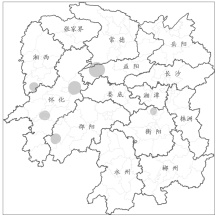 张家界
常 德
岳 阳
湘 西
益 阳
长 沙
怀 化
娄 底
湘 潭
株洲
邵 阳
衡 阳
永 州
郴 州